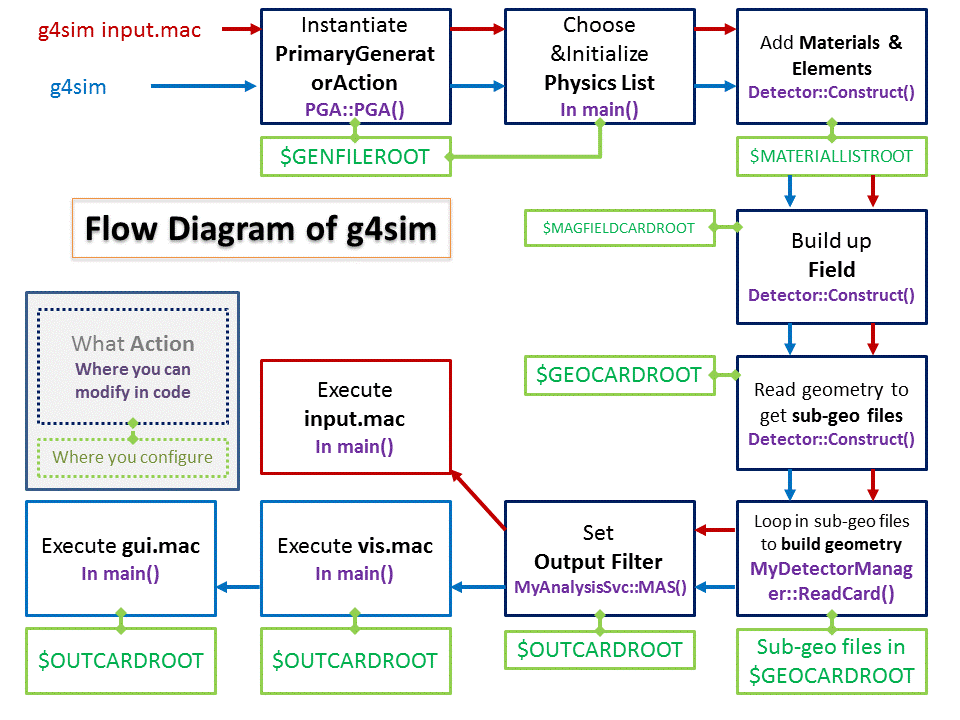 g4sim input.mac
g4sim
Instantiate
PrimaryGenerat
orAction
PGA::PGA()
$GENFILEROOT
Choose
&Initialize
Physics List
In main()
Add Materials &
Elements
Detector::Construct()
$MATERIALLISTROOT
Flow Diagram of g4sim
$MAGFIELDCARDROOT
Build up
Field
Detector::Construct()
What Action
Where you can
modify in code
Where you configure
$GEOCARDROOT
Read geometry to
get sub-geo files
Detector::Construct()
Execute
input.mac
In main()
Execute gui.mac
In main()
$OUTCARDROOT
Execute vis.mac
In main()
$OUTCARDROOT
Set
Output Filter
MyAnalysisSvc::MAS()
$OUTCARDROOT
Loop in sub-geo files
to build geometry
MyDetectorManag
er::ReadCard()
Sub-geo files in
$GEOCARDROOT